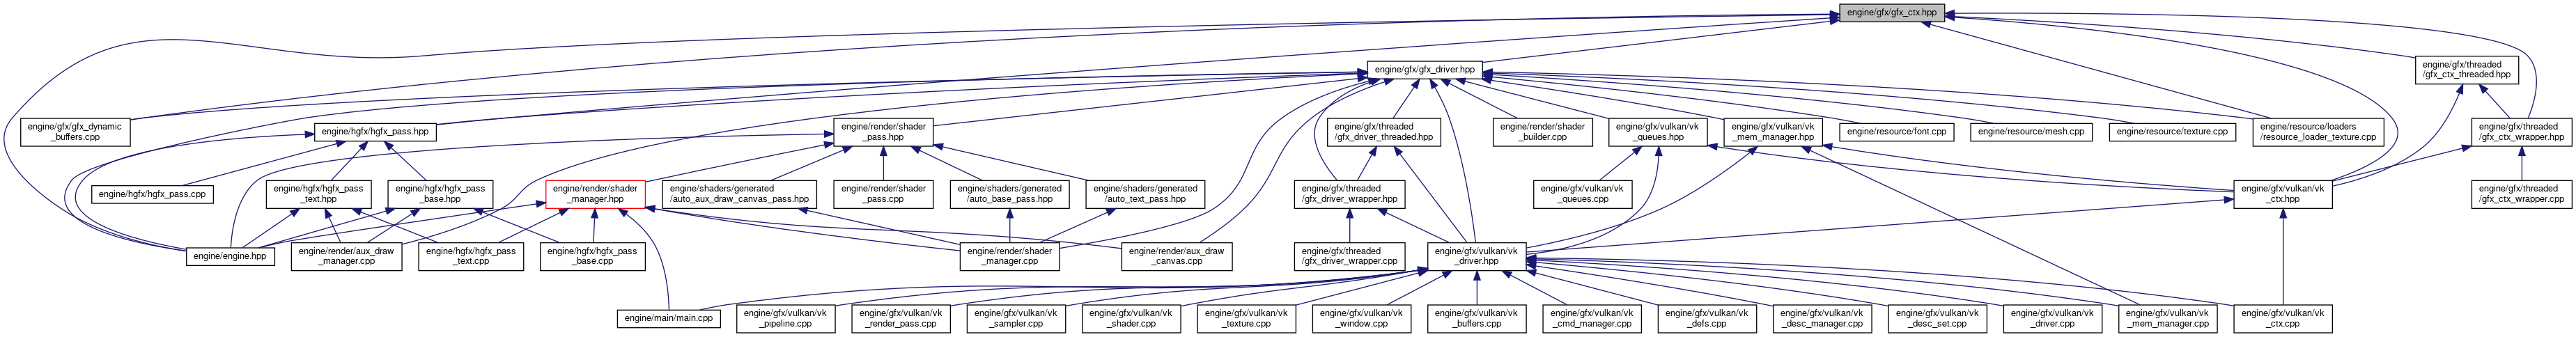 engine/gfx/gfx_ctx.hpp
engine/gfx/gfx_driver.hpp
engine/gfx/threaded
/gfx_ctx_threaded.hpp
engine/gfx/gfx_dynamic
_buffers.cpp
engine/hgfx/hgfx_pass.hpp
engine/render/shader
_pass.hpp
engine/gfx/threaded
/gfx_driver_threaded.hpp
engine/render/shader
_builder.cpp
engine/gfx/vulkan/vk
_queues.hpp
engine/gfx/vulkan/vk
_mem_manager.hpp
engine/resource/font.cpp
engine/resource/mesh.cpp
engine/resource/texture.cpp
engine/resource/loaders
/resource_loader_texture.cpp
engine/gfx/threaded
/gfx_ctx_wrapper.hpp
engine/hgfx/hgfx_pass.cpp
engine/hgfx/hgfx_pass
_text.hpp
engine/hgfx/hgfx_pass
_base.hpp
engine/render/shader
_manager.hpp
engine/shaders/generated
/auto_aux_draw_canvas_pass.hpp
engine/render/shader
_pass.cpp
engine/shaders/generated
/auto_base_pass.hpp
engine/shaders/generated
/auto_text_pass.hpp
engine/gfx/threaded
/gfx_driver_wrapper.hpp
engine/gfx/vulkan/vk
_queues.cpp
engine/gfx/vulkan/vk
_ctx.hpp
engine/gfx/threaded
/gfx_ctx_wrapper.cpp
engine/engine.hpp
engine/render/aux_draw
_manager.cpp
engine/hgfx/hgfx_pass
_text.cpp
engine/hgfx/hgfx_pass
_base.cpp
engine/render/shader
_manager.cpp
engine/render/aux_draw
_canvas.cpp
engine/gfx/threaded
/gfx_driver_wrapper.cpp
engine/gfx/vulkan/vk
_driver.hpp
engine/main/main.cpp
engine/gfx/vulkan/vk
_pipeline.cpp
engine/gfx/vulkan/vk
_render_pass.cpp
engine/gfx/vulkan/vk
_sampler.cpp
engine/gfx/vulkan/vk
_shader.cpp
engine/gfx/vulkan/vk
_texture.cpp
engine/gfx/vulkan/vk
_window.cpp
engine/gfx/vulkan/vk
_buffers.cpp
engine/gfx/vulkan/vk
_cmd_manager.cpp
engine/gfx/vulkan/vk
_defs.cpp
engine/gfx/vulkan/vk
_desc_manager.cpp
engine/gfx/vulkan/vk
_desc_set.cpp
engine/gfx/vulkan/vk
_driver.cpp
engine/gfx/vulkan/vk
_mem_manager.cpp
engine/gfx/vulkan/vk
_ctx.cpp